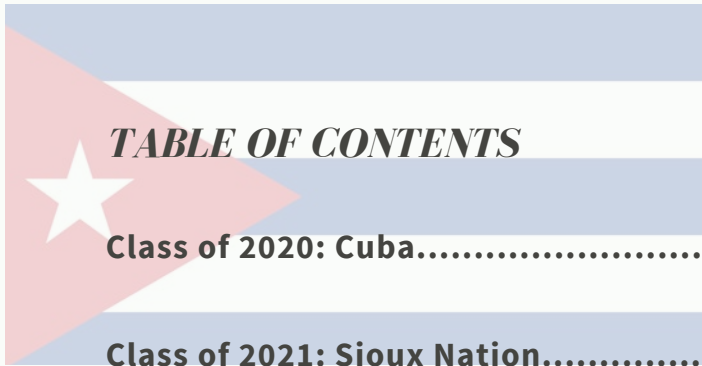 TABLE OF CONTENTS
Class of 2020: Cuba.........................
Class of 2021: Sioux Nation..............